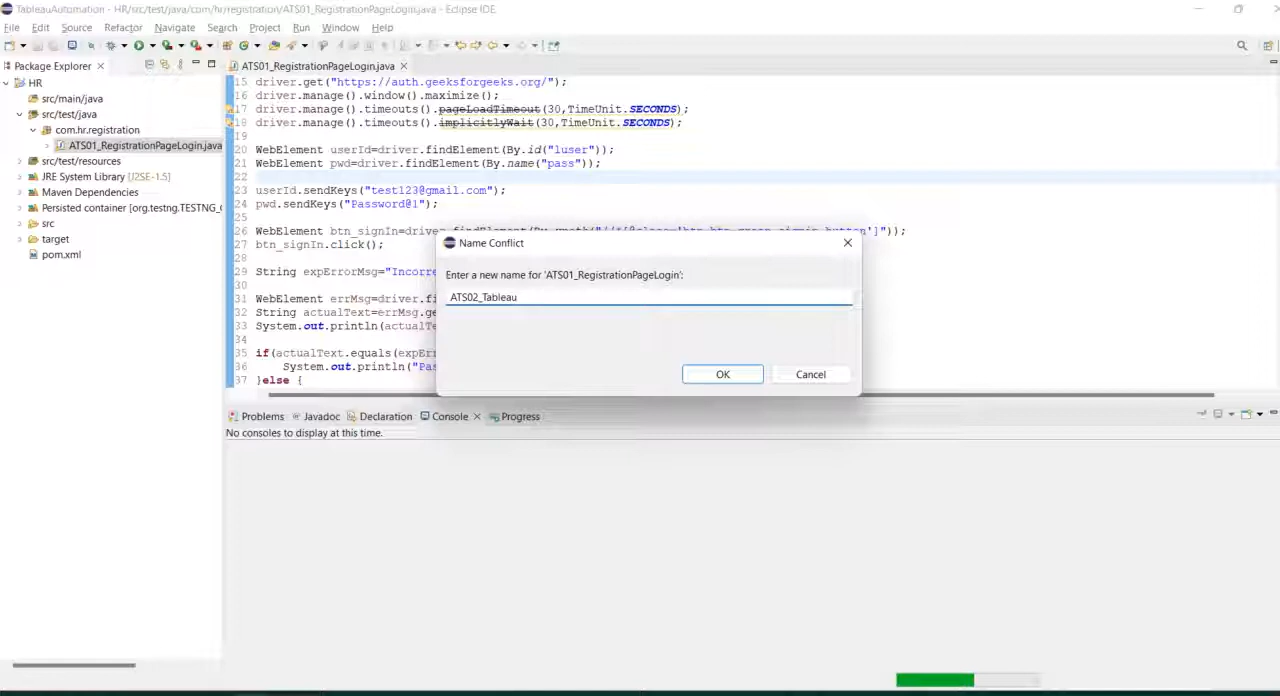 TableauAutomation - HR/src/test/java/com/hr/registration/ATS01_RegistrationPageLogin.java - Eclipse IDE
File Edit Source Refactor Navigate Search Project Run Window Help
Package Explorer
HR
src/main/java
src/test/java
com.hr.registration
ATS01_RegistrationPageLogin.java
src/test/resources
JRE System Library [J2SE-1.5]
Maven Dependencies
Persisted container [org.testng.TESTNG_C
src
target
pom.xml
ATS01_RegistrationPageLogin.java
15 driver.get("https://auth.geeksforgeeks.org/");
16 driver.manage().window().maximize();
17 driver.manage().timeouts().pageLoadTimeout(30,TimeUnit.SECONDS);
18 driver.manage().timeouts().implicitlyWait(30,TimeUnit.SECONDS);
19
20 WebElement userId=driver.findElement(By.id("luser"));
21 WebElement pwd=driver.findElement(By.name("pass"));
22
23 userId.sendKeys("test123@gmail.com");
24 pwd.sendKeys("Password@1");
25
26 WebElement btn_signIn=driver
27 btn_signIn.click();
28
29 String expErrorMsg="Incorre
30
31 WebElement errMsg=driver.fi
32 String actualText=errMsg.ge
33 System.out.println(actualTe
34
35 if(actualText.equals(expErr
36 System.out.println("Pa
37 }else {
Name Conflict
Enter a new name for 'ATS01_RegistrationPageLogin':
ATS02_Tableau
OK Cancel
Problems Javadoc Declaration Console Progress
No consoles to display at this time.